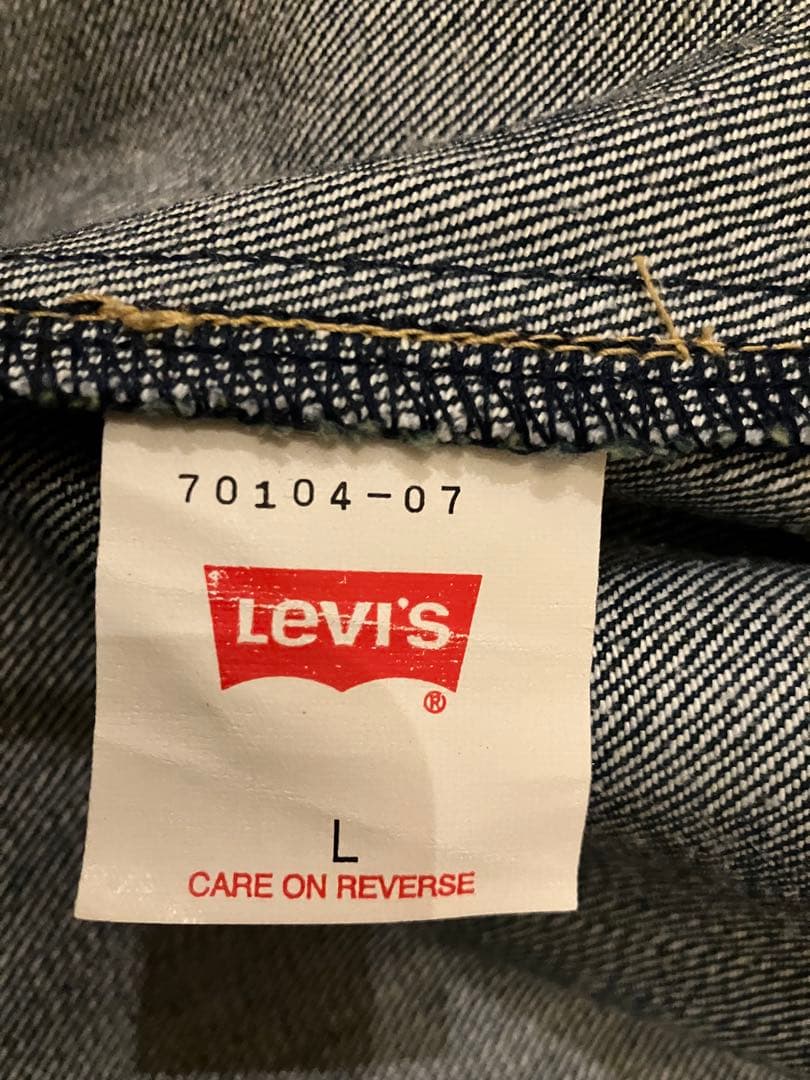 70104-07
LEVI'S
®
L
CARE ON REVERSE